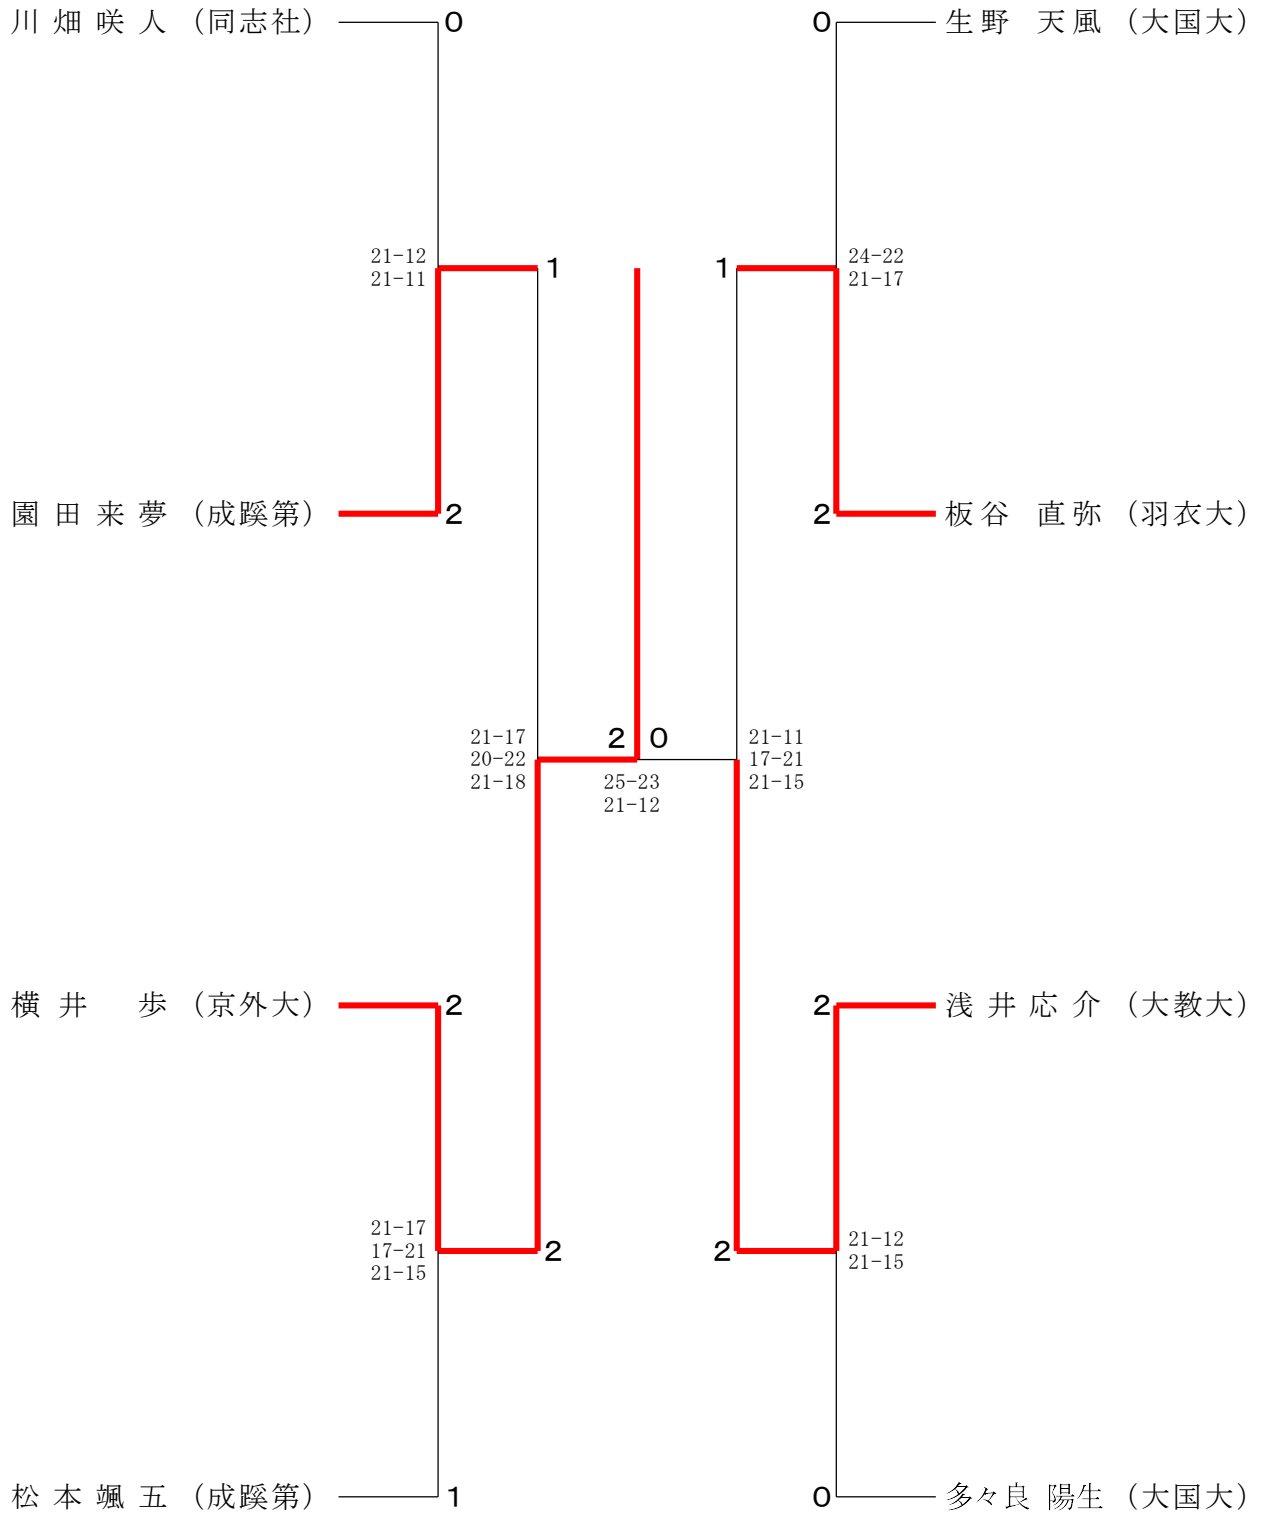 川畑咲人 （同志社） 0
0 生野 天風 （大国大）
21-12
21-11
1
1
24-22
21-17
園田来夢 （成蹊第） 2
2 板谷 直弥 （羽衣大）
21-17
20-22
21-18
2 0
25-23
21-12
21-11
17-21
21-15
横井 歩 （京外大） 2
2 浅井応介 （大教大）
21-17
17-21
21-15
2
2
21-12
21-15
松本颯五 （成蹊第） 1
0 多々良 陽生 （大国大）